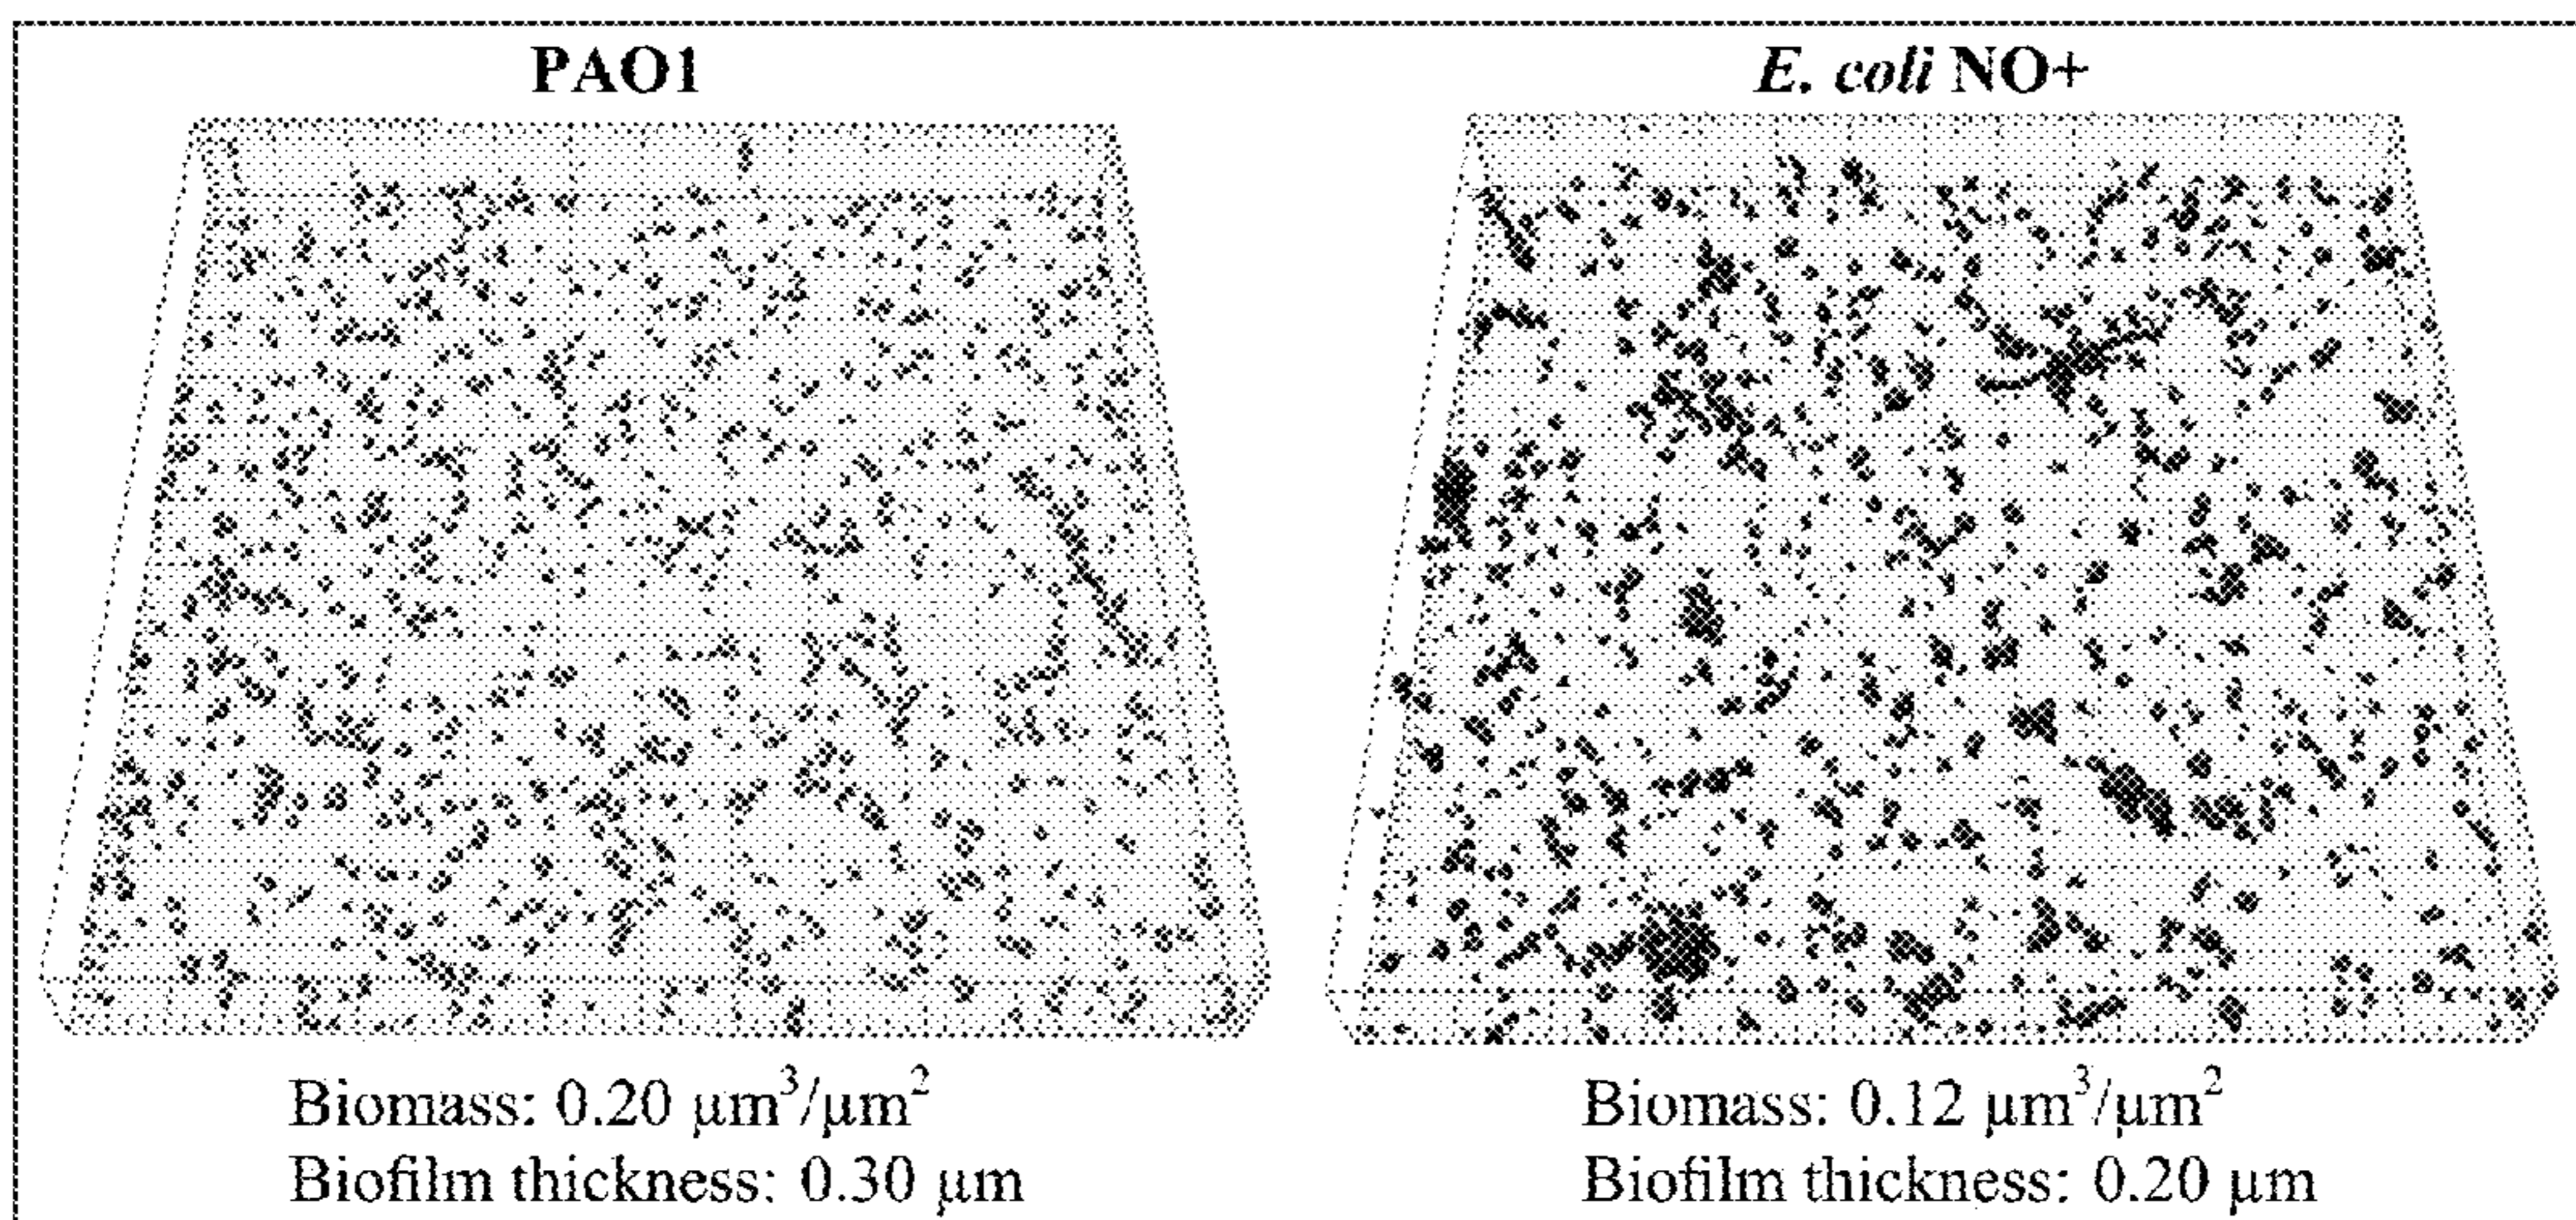 PAO1
E. coli NO+
Biomass: 0.20 μm³/μm²
Biofilm thickness: 0.30 μm
Biomass: 0.12 μm³/μm²
Biofilm thickness: 0.20 μm